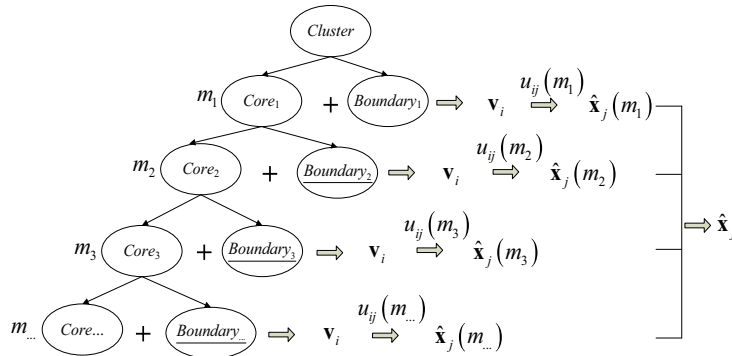 Cluster
m₁ Core₁ + Boundary₁ ⇨ vᵢ uᵢⱼ(m₁) ⇨ x̂ⱼ(m₁)
m₂ Core₂ + Boundary₂ ⇨ vᵢ uᵢⱼ(m₂) ⇨ x̂ⱼ(m₂)
⇨ x̂ⱼ
m₃ Core₃ + Boundary₃ ⇨ vᵢ uᵢⱼ(m₃) ⇨ x̂ⱼ(m₃)
m... Core... + Boundary... ⇨ vᵢ uᵢⱼ(m...) ⇨ x̂ⱼ(m...)